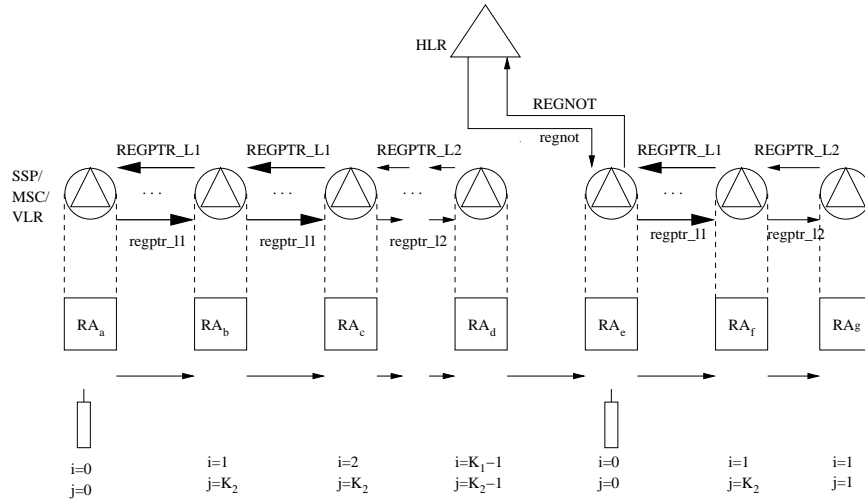 HLR
REGNOT
regnot
REGPTR_L1 REGPTR_L1 REGPTR_L2 REGPTR_L1 REGPTR_L2
SSP/
MSC/
VLR
... ... ... ...
regptr_l1 regptr_l1 regptr_l2 regptr_l1 regptr_l2
RAa RAb RAc RAd RAe RAf RAg
i=0 i=1 i=2 i=K1−1 i=0 i=1 i=1
j=0 j=K2 j=K2 j=K2−1 j=0 j=K2 j=1